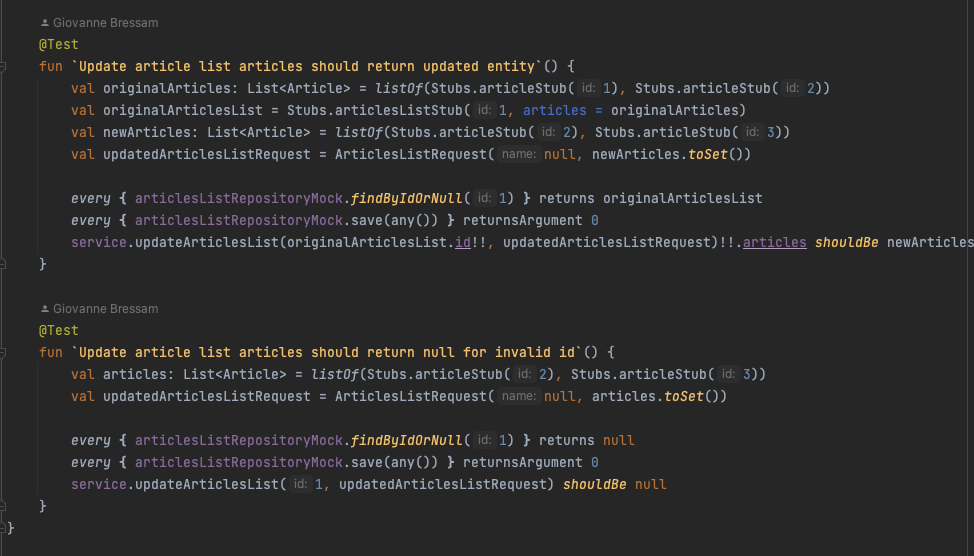 Giovanne Bressam
@Test
fun `Update article list articles should return updated entity`() {
val originalArticles: List<Article> = listOf(Stubs.articleStub( id: 1), Stubs.articleStub( id: 2))
val originalArticlesList = Stubs.articlesListStub( id: 1, articles = originalArticles)
val newArticles: List<Article> = listOf(Stubs.articleStub( id: 2), Stubs.articleStub( id: 3))
val updatedArticlesListRequest = ArticlesListRequest( name: null, newArticles.toSet())
every { articlesListRepositoryMock.findByIdOrNull( id: 1) } returns originalArticlesList
every { articlesListRepositoryMock.save(any()) } returnsArgument 0
service.updateArticlesList(originalArticlesList.id!!, updatedArticlesListRequest)!!.articles shouldBe newArticles
}
Giovanne Bressam
@Test
fun `Update article list articles should return null for invalid id`() {
val articles: List<Article> = listOf(Stubs.articleStub( id: 2), Stubs.articleStub( id: 3))
val updatedArticlesListRequest = ArticlesListRequest( name: null, articles.toSet())
every { articlesListRepositoryMock.findByIdOrNull( id: 1) } returns null
every { articlesListRepositoryMock.save(any()) } returnsArgument 0
service.updateArticlesList( id: 1, updatedArticlesListRequest) shouldBe null
}
}